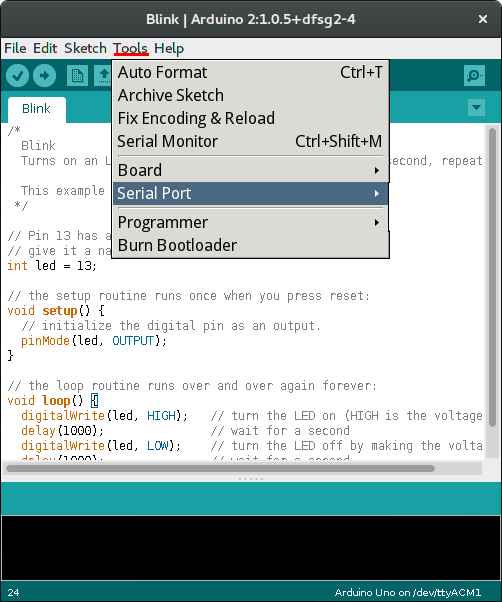 Blink | Arduino 2:1.0.5+dfsg2-4
File Edit Sketch Tools Help
Auto Format Ctrl+T
Archive Sketch
Fix Encoding & Reload
Serial Monitor Ctrl+Shift+M
Board
Serial Port
Programmer
Burn Bootloader
Blink
/*
Blink
Turns on an L econd, repeat
This example
*/
// Pin 13 has a
// give it a na
int led = 13;
// the setup routine runs once when you press reset:
void setup() {
// initialize the digital pin as an output.
pinMode(led, OUTPUT);
}
// the loop routine runs over and over again forever:
void loop() {
digitalWrite(led, HIGH); // turn the LED on (HIGH is the voltage
delay(1000); // wait for a second
digitalWrite(led, LOW); // turn the LED off by making the volta
delay(1000); // wait for a second
24 Arduino Uno on /dev/ttyACM1